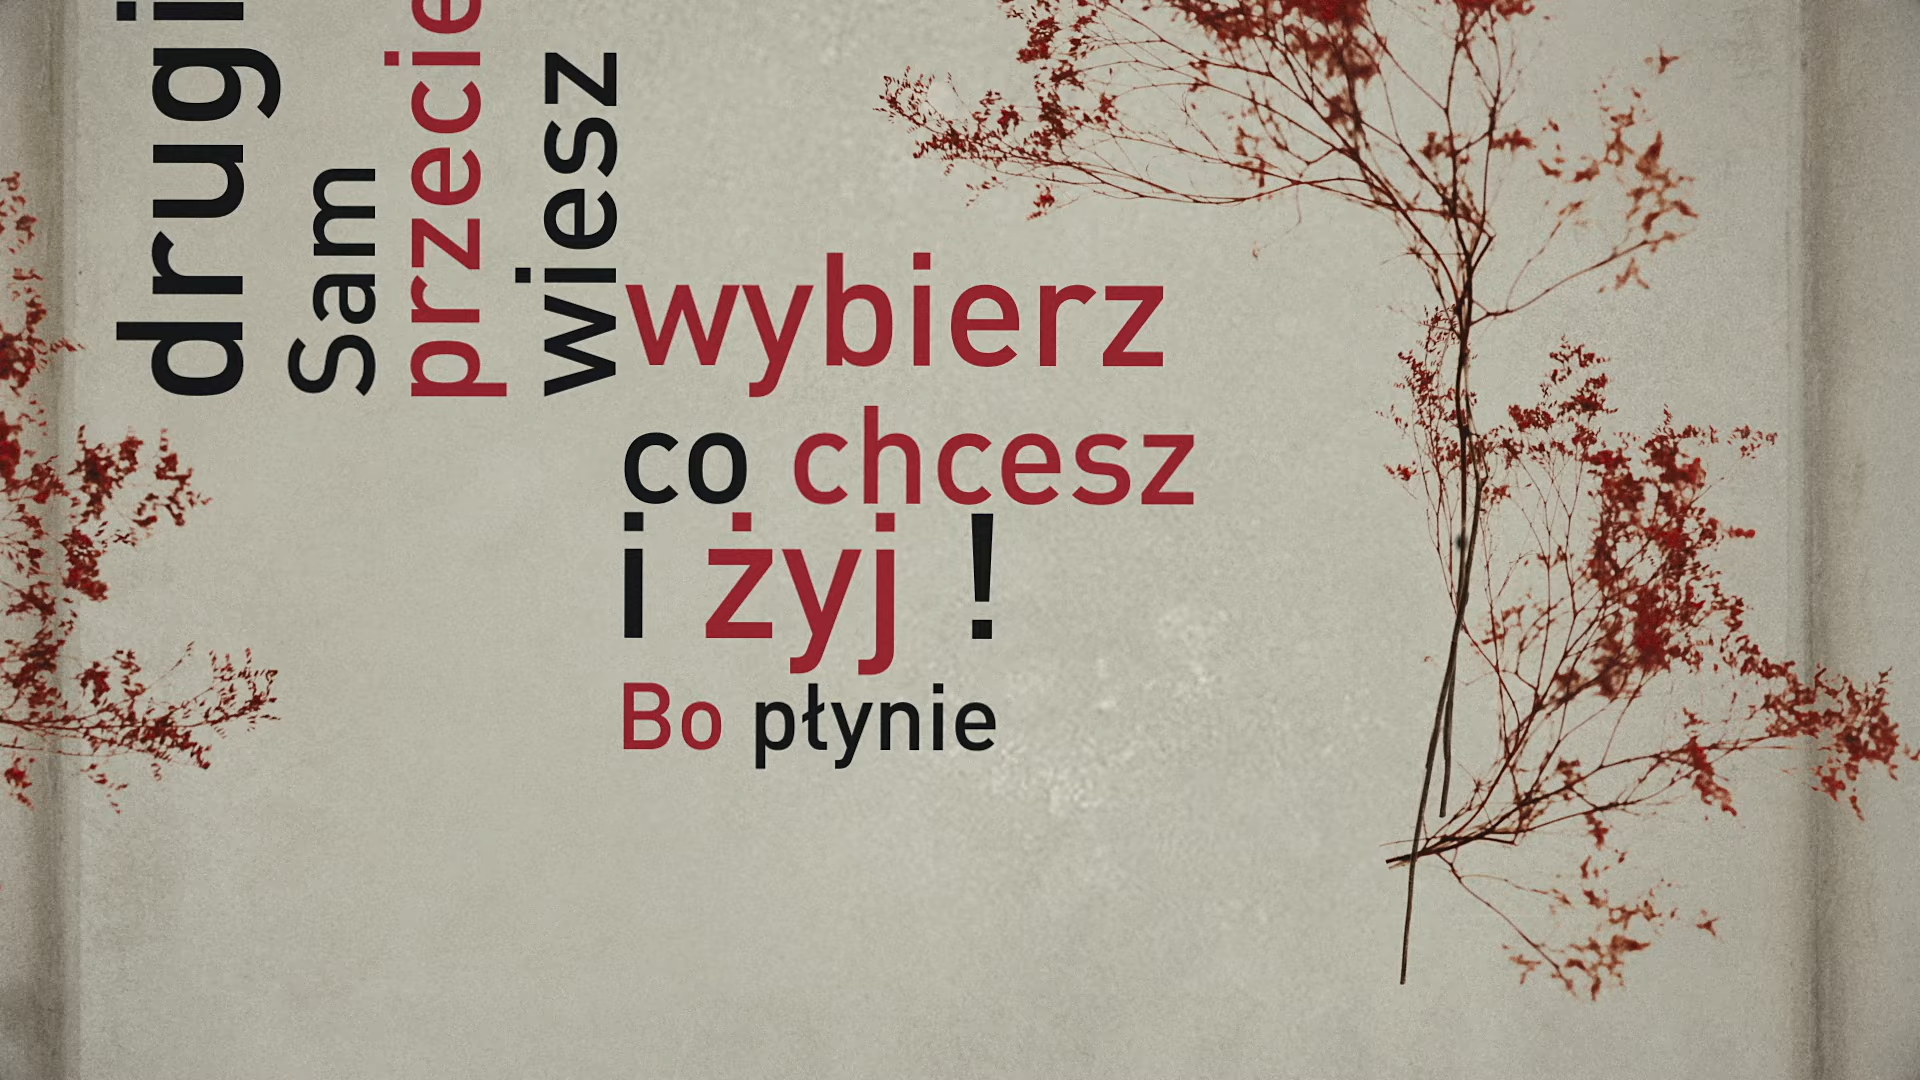 drugi
Sam
przecie
wiesz
wybierz
co chcesz
i żyj !
Bo płynie